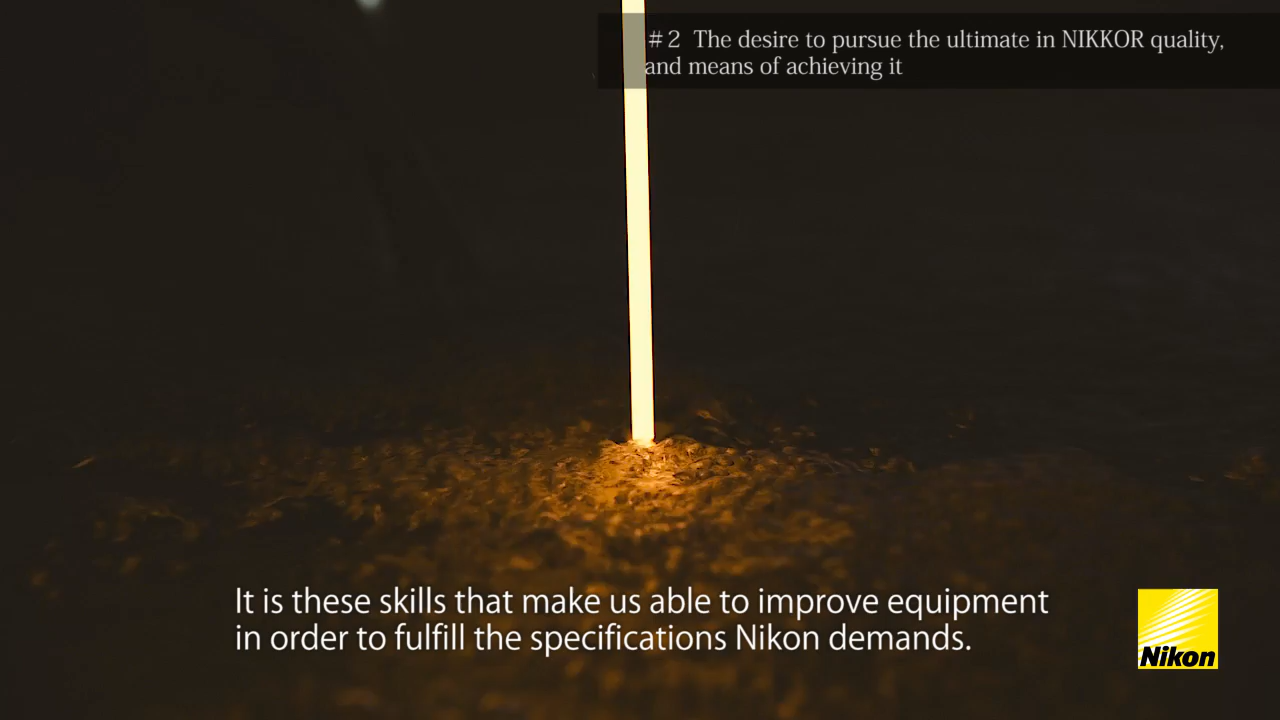 #2 The desire to pursue the ultimate in NIKKOR quality,
and means of achieving it
It is these skills that make us able to improve equipment
in order to fulfill the specifications Nikon demands.
Nikon